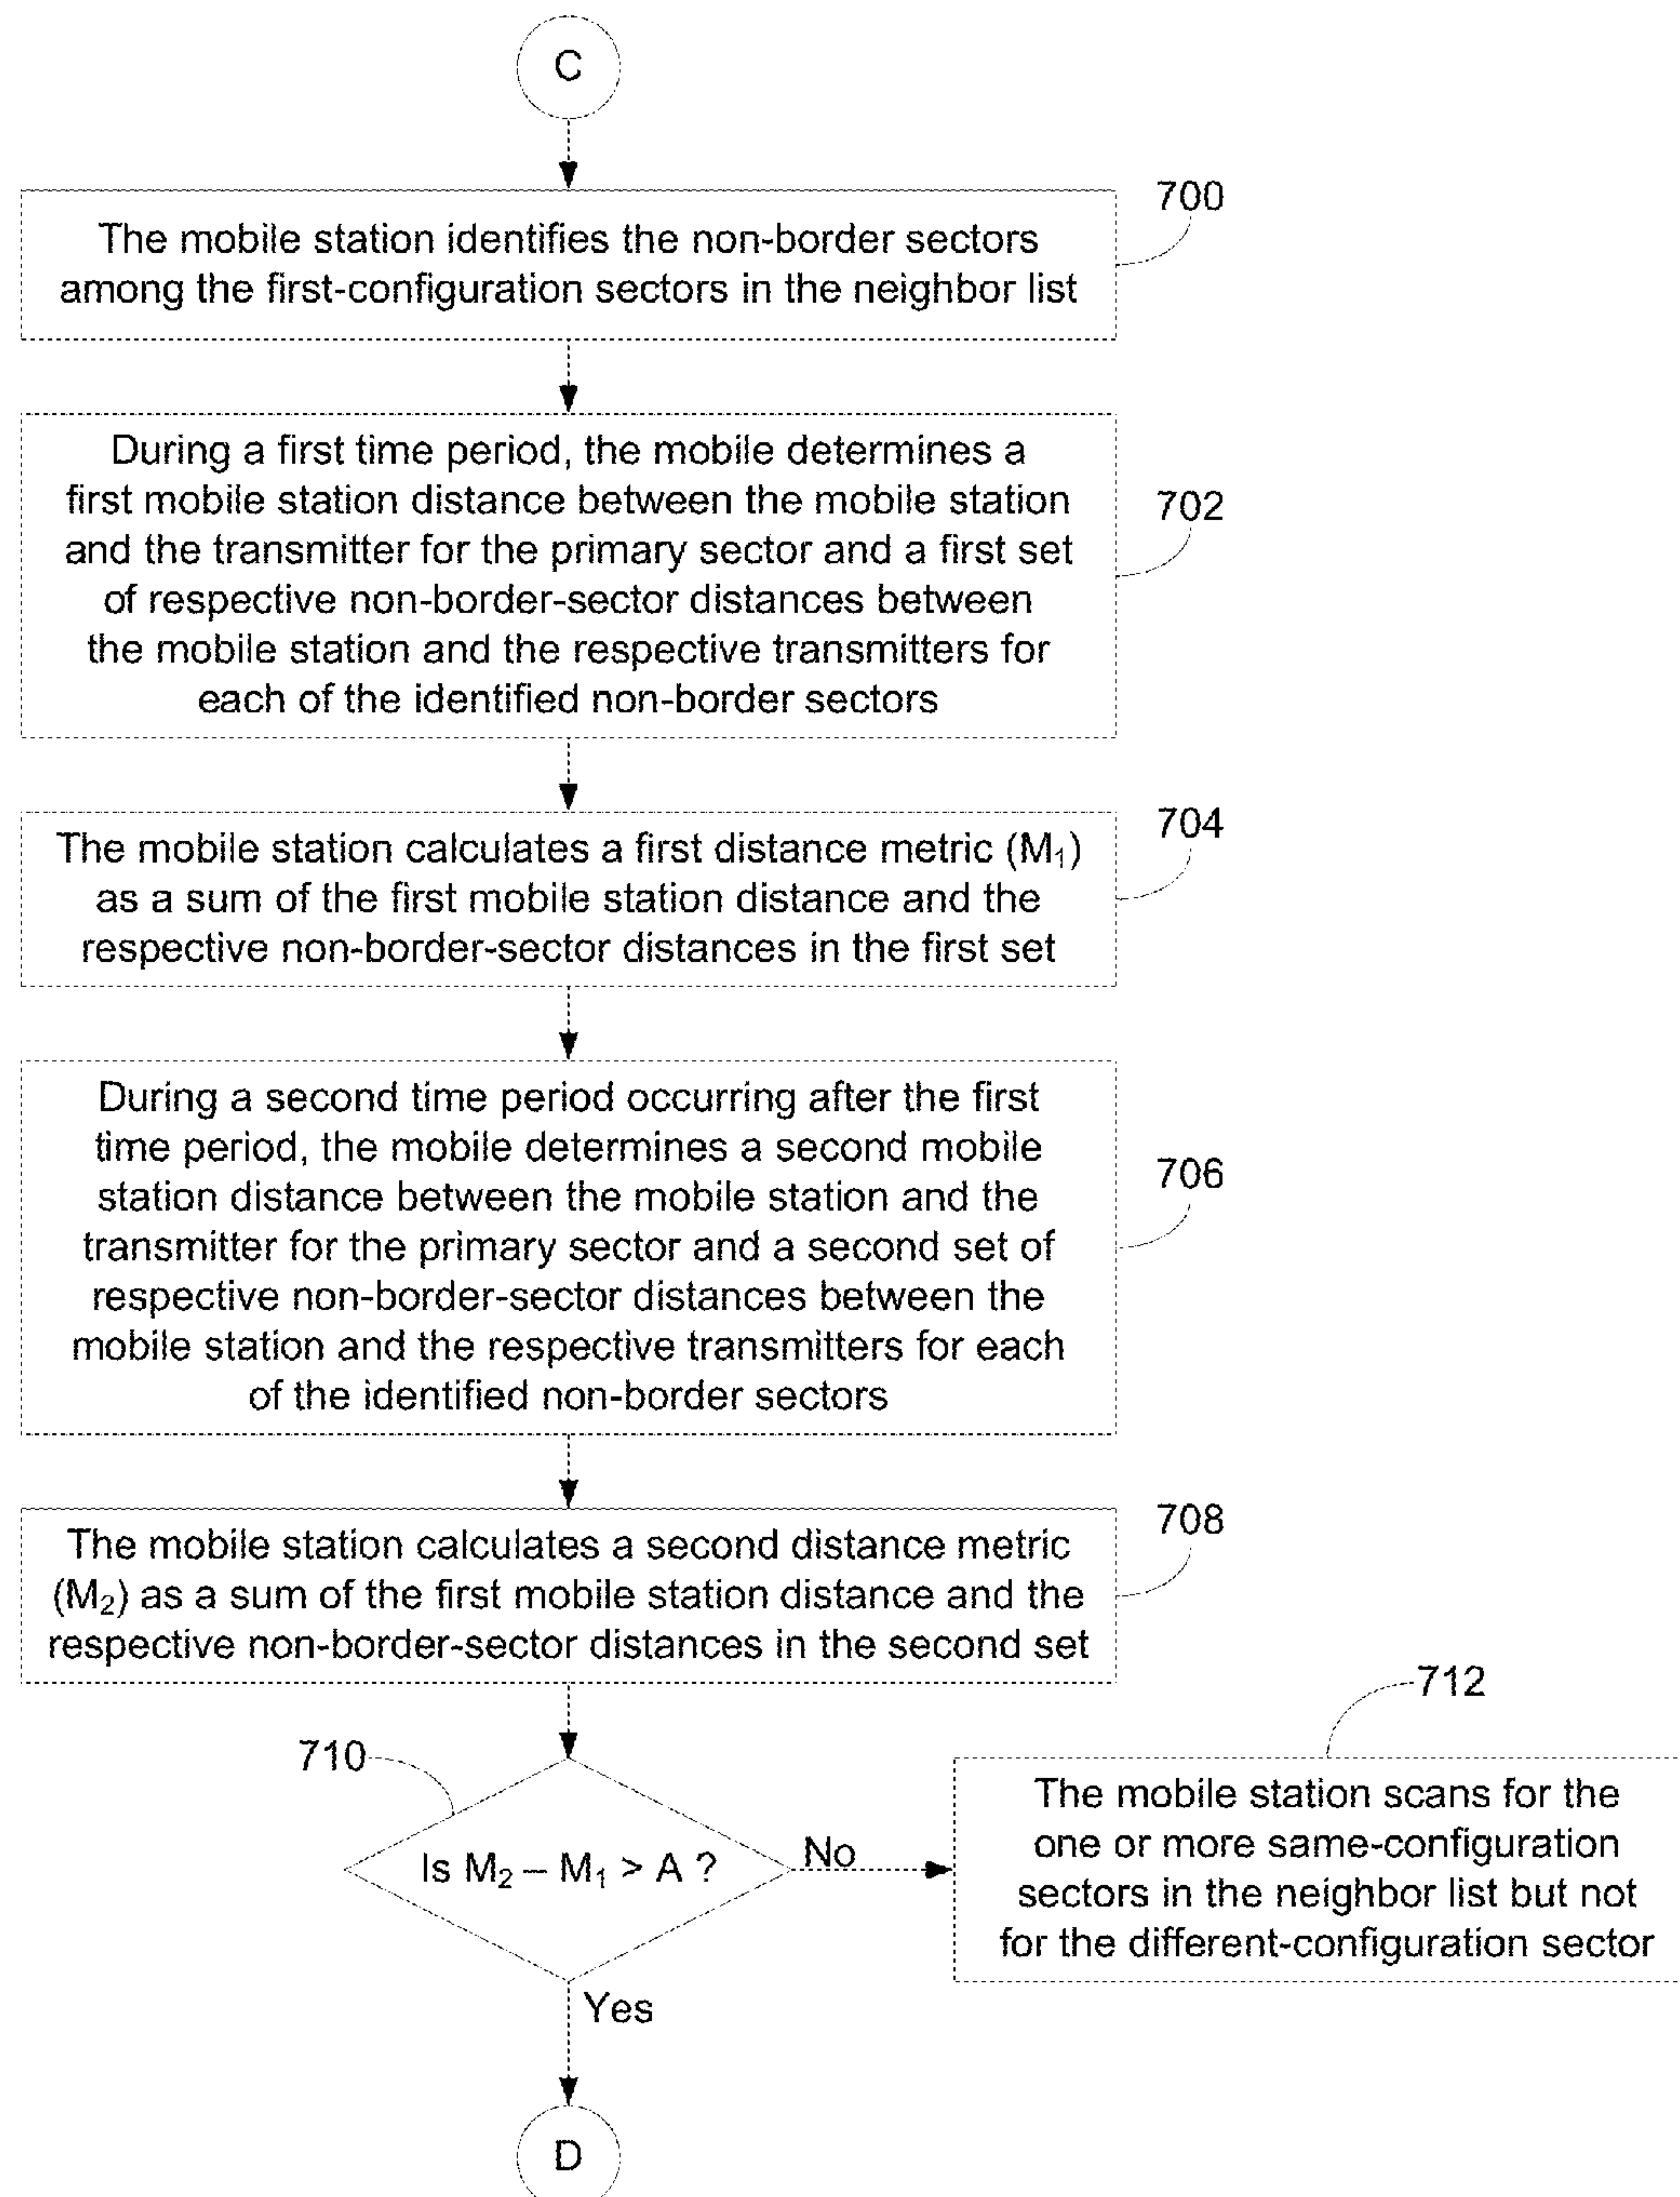 C
700
The mobile station identifies the non-border sectors
among the first-configuration sectors in the neighbor list
During a first time period, the mobile determines a
first mobile station distance between the mobile station
and the transmitter for the primary sector and a first set
of respective non-border-sector distances between
the mobile station and the respective transmitters for
each of the identified non-border sectors
702
The mobile station calculates a first distance metric (M₁)
as a sum of the first mobile station distance and the
respective non-border-sector distances in the first set
704
During a second time period occurring after the first
time period, the mobile determines a second mobile
station distance between the mobile station and the
transmitter for the primary sector and a second set of
respective non-border-sector distances between the
mobile station and the respective transmitters for each
of the identified non-border sectors
706
The mobile station calculates a second distance metric
(M₂) as a sum of the first mobile station distance and the
respective non-border-sector distances in the second set
708
710
Is M₂ – M₁ > A ?
No
712
The mobile station scans for the
one or more same-configuration
sectors in the neighbor list but not
for the different-configuration sector
Yes
D